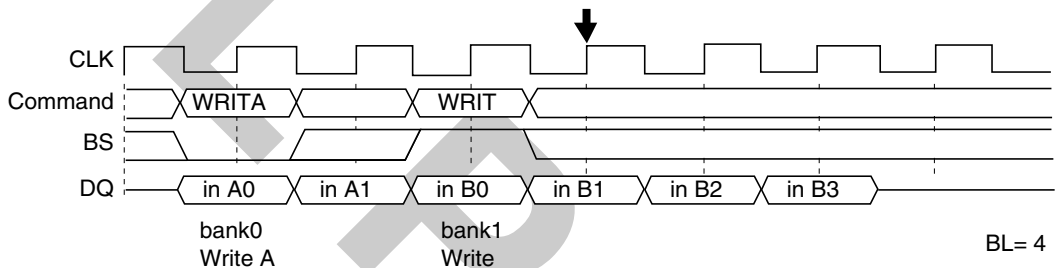 CLK
Command WRITA WRIT
BS
DQ in A0 in A1 in B0 in B1 in B2 in B3
bank0 bank1
Write A Write
BL= 4